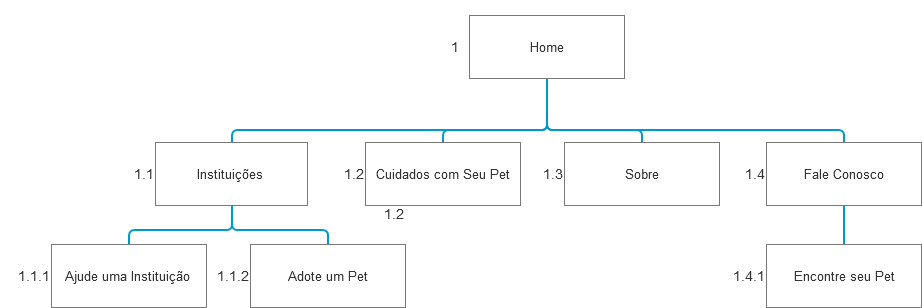 1 Home
1.1 Instituições 1.2 Cuidados com Seu Pet 1.3 Sobre 1.4 Fale Conosco
1.2
1.1.1 Ajude uma Instituição 1.1.2 Adote um Pet 1.4.1 Encontre seu Pet